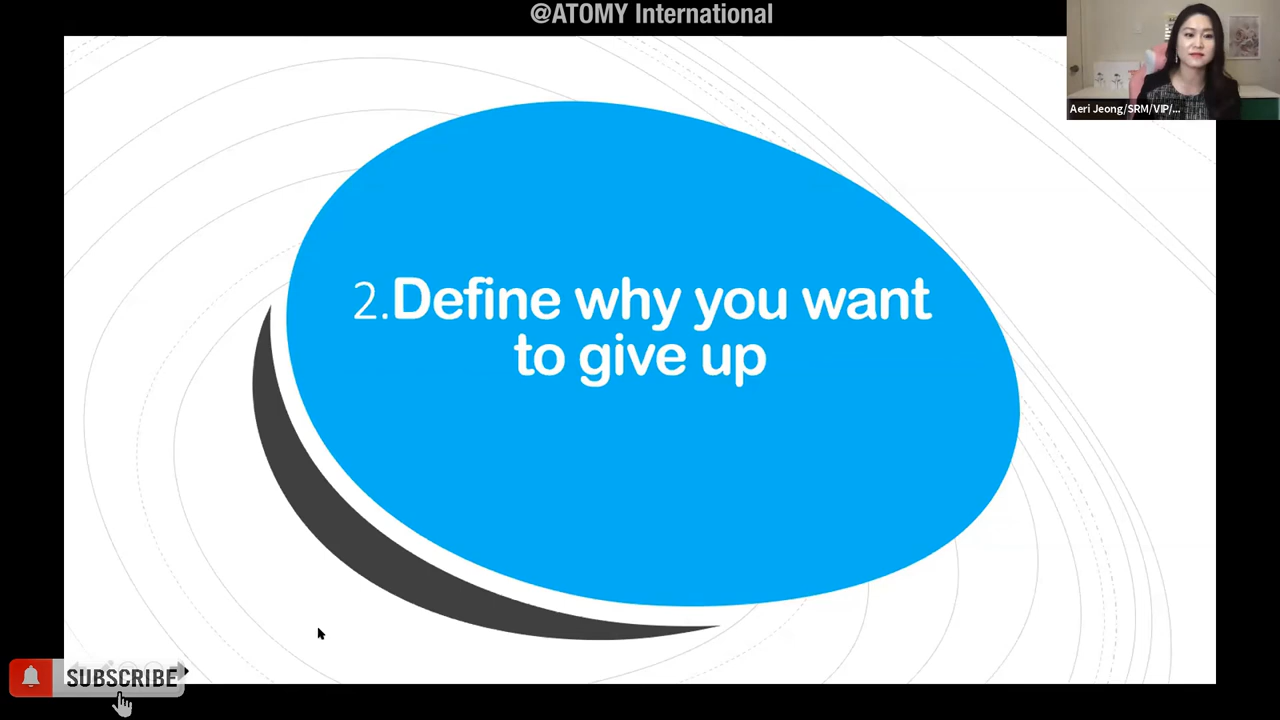 @ATOMY International
Aeri Jeong/SRM/VIP/...
2.Define why you want
to give up
SUBSCRIBE